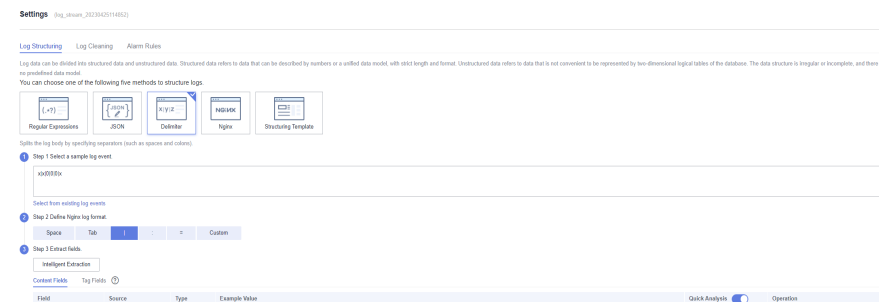 Settings (log_stream_20230425114852)
Log Structuring Log Cleaning Alarm Rules
Log data can be divided into structured data and unstructured data. Structured data refers to data that can be described by numbers or a unified data model, with strict length and format. Unstructured data refers to data that is not convenient to be represented by two-dimensional logical tables of the database. The data structure is irregular or incomplete, and there
no predefined data model.
You can choose one of the following five methods to structure logs.
{.*?} {JSON} x|y|z NGINX
Regular Expressions JSON Delimiter Nginx Structuring Template
Splits the log body by specifying separators (such as spaces and colons).
1 Step 1 Select a sample log event.
Select from existing log events
2 Step 2 Define Nginx log format.
Space Tab | : = Custom
3 Step 3 Extract fields.
Intelligent Extraction
Content Fields Tag Fields ?
Field Source Type Example Value Quick Analysis Operation